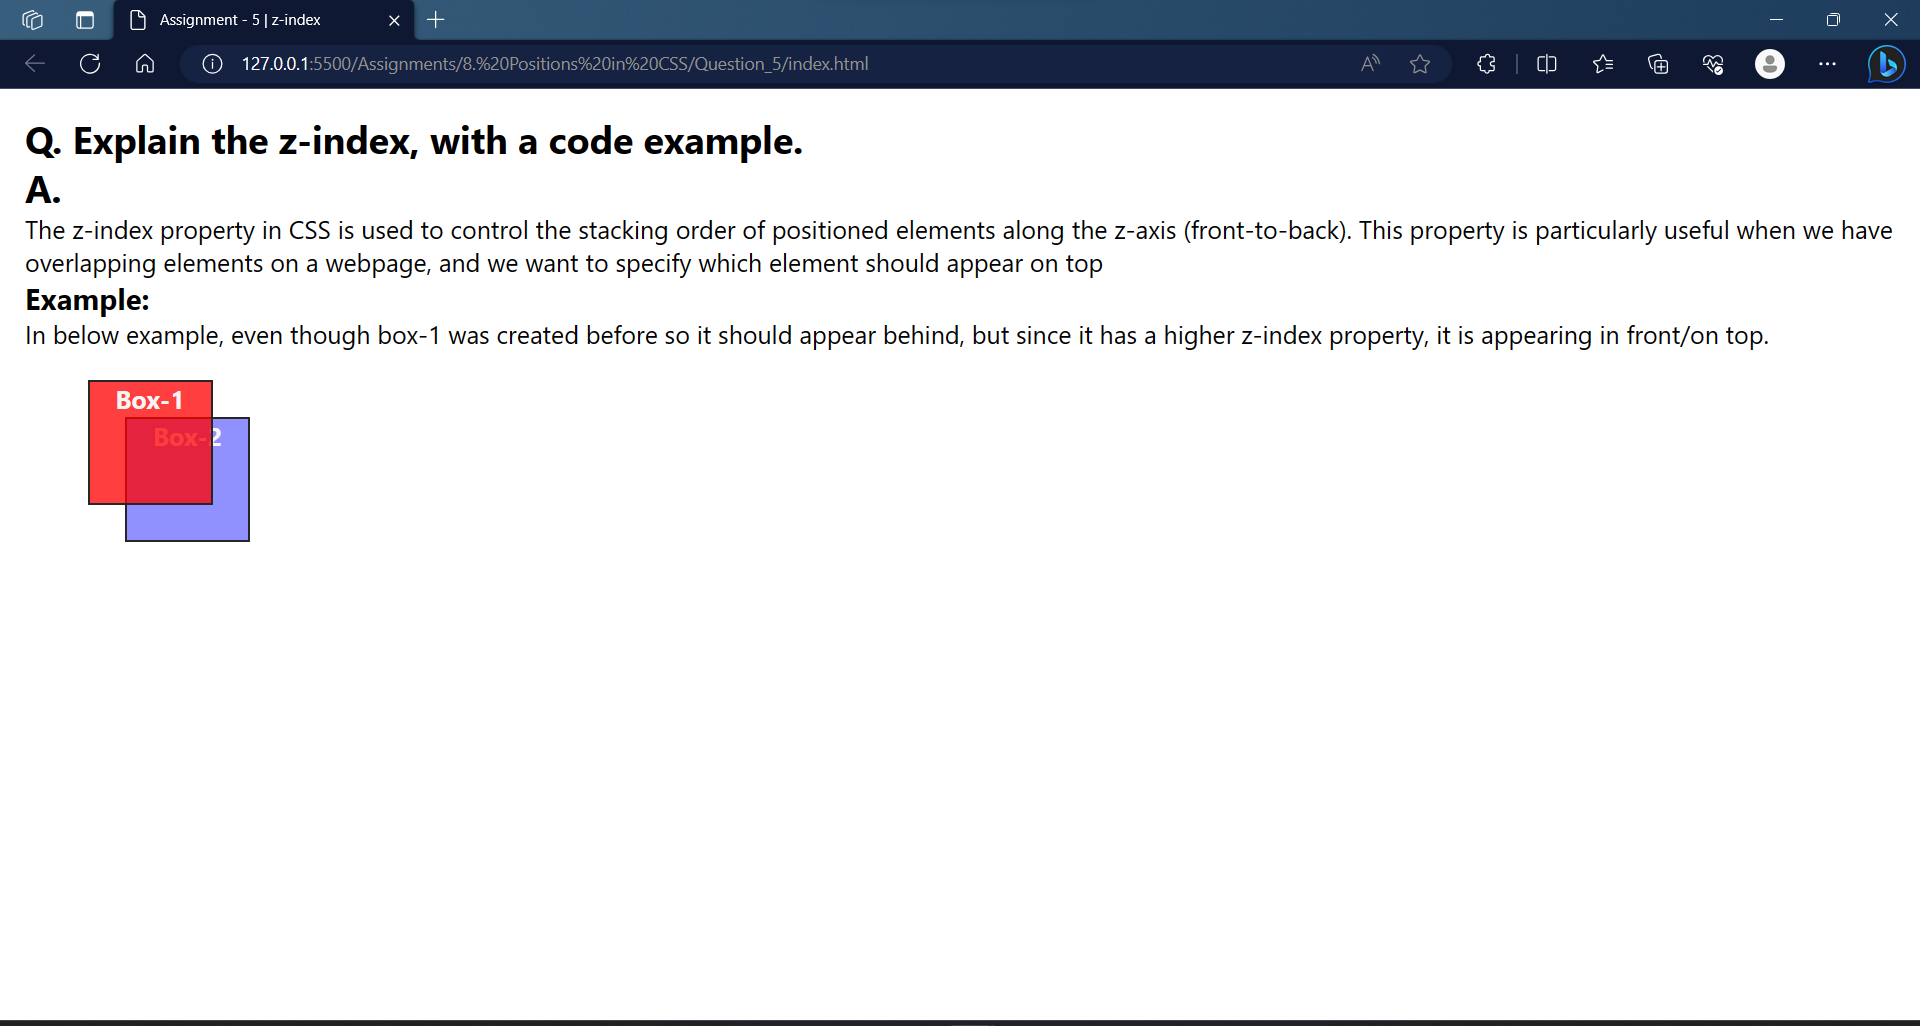 Assignment - 5 | z-index
127.0.0.1:5500/Assignments/8.%20Positions%20in%20CSS/Question_5/index.html
Q. Explain the z-index, with a code example.
A.
The z-index property in CSS is used to control the stacking order of positioned elements along the z-axis (front-to-back). This property is particularly useful when we have
overlapping elements on a webpage, and we want to specify which element should appear on top
Example:
In below example, even though box-1 was created before so it should appear behind, but since it has a higher z-index property, it is appearing in front/on top.
Box-1
Box-2